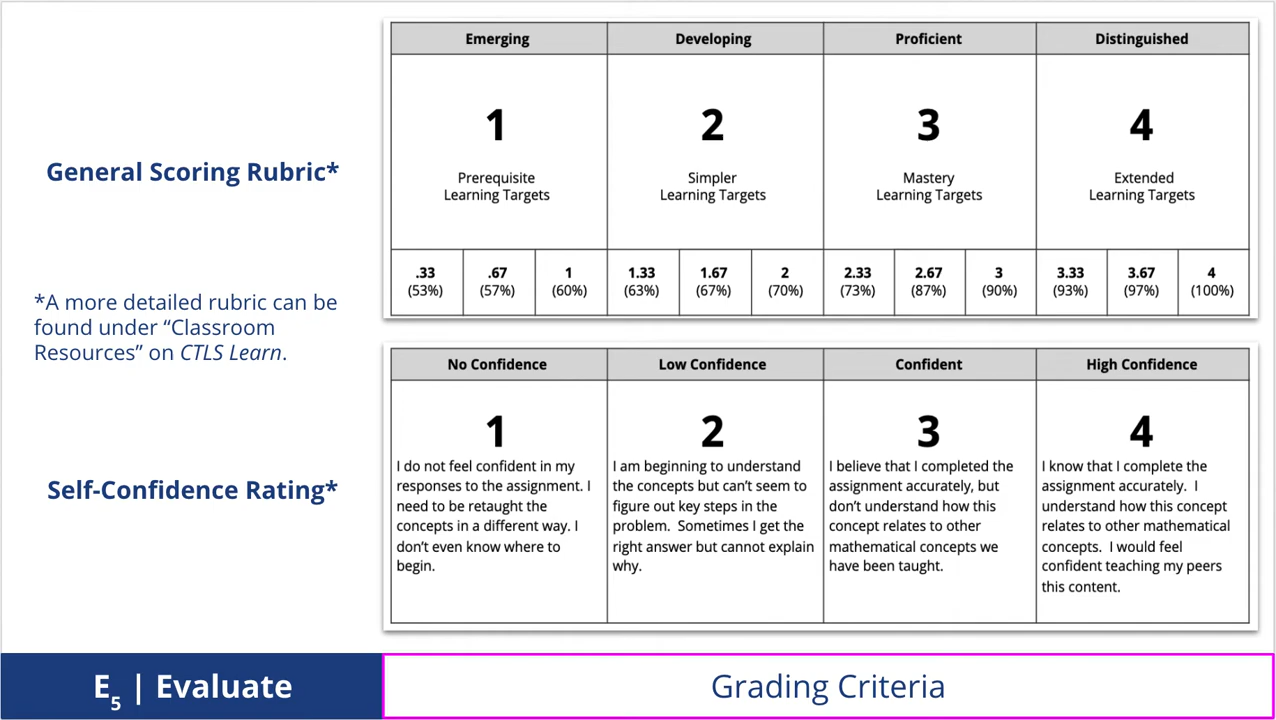 General Scoring Rubric*
*A more detailed rubric can be
found under “Classroom
Resources” on CTLS Learn.
Emerging Developing Proficient Distinguished
1 2 3 4
Prerequisite Simpler Mastery Extended
Learning Targets Learning Targets Learning Targets Learning Targets
.33 .67 1 1.33 1.67 2 2.33 2.67 3 3.33 3.67 4
(53%) (57%) (60%) (63%) (67%) (70%) (73%) (87%) (90%) (93%) (97%) (100%)
Self-Confidence Rating*
No Confidence Low Confidence Confident High Confidence
1
I do not feel confident in my
responses to the assignment. I
need to be retaught the
concepts in a different way. I
don’t even know where to
begin.
2
I am beginning to understand
the concepts but can’t seem to
figure out key steps in the
problem. Sometimes I get the
right answer but cannot explain
why.
3
I believe that I completed the
assignment accurately, but
don’t understand how this
concept relates to other
mathematical concepts we
have been taught.
4
I know that I complete the
assignment accurately. I
understand how this concept
relates to other mathematical
concepts. I would feel
confident teaching my peers
this content.
E5 | Evaluate
Grading Criteria